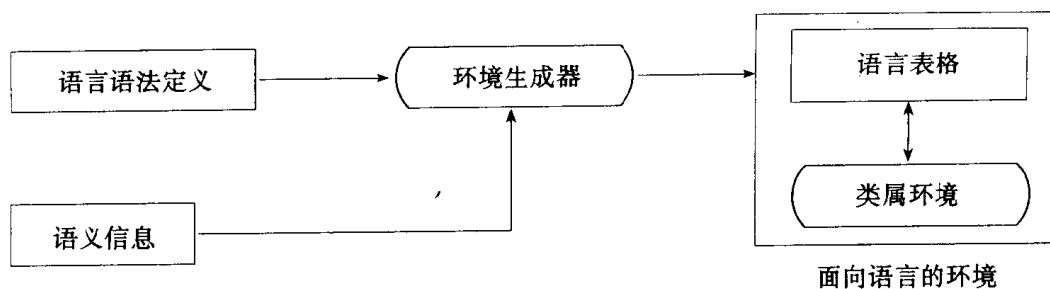 语言语法定义
环境生成器
语言表格
类属环境
语义信息
面向语言的环境